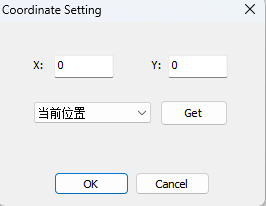 Coordinate Setting
X: 0 Y: 0
当前位置 Get
OK Cancel